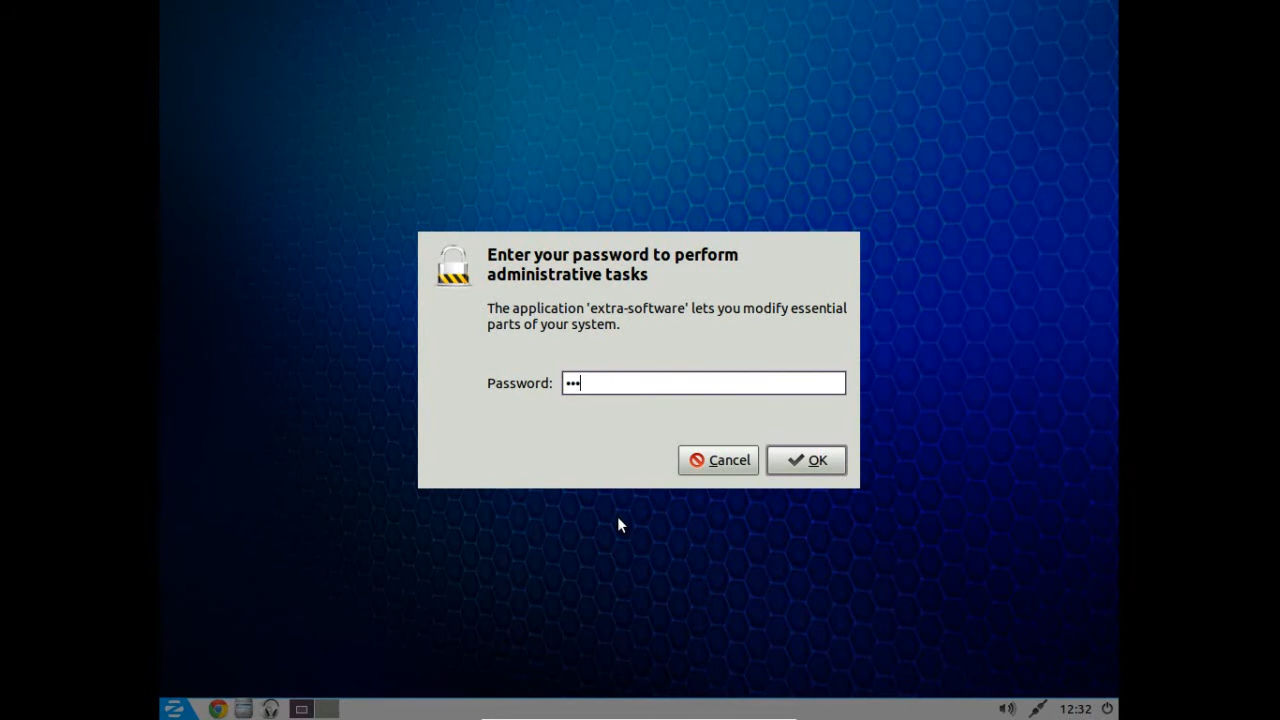 Enter your password to perform
administrative tasks
The application 'extra-software' lets you modify essential
parts of your system.
Password: •••
Cancel
OK
12:32